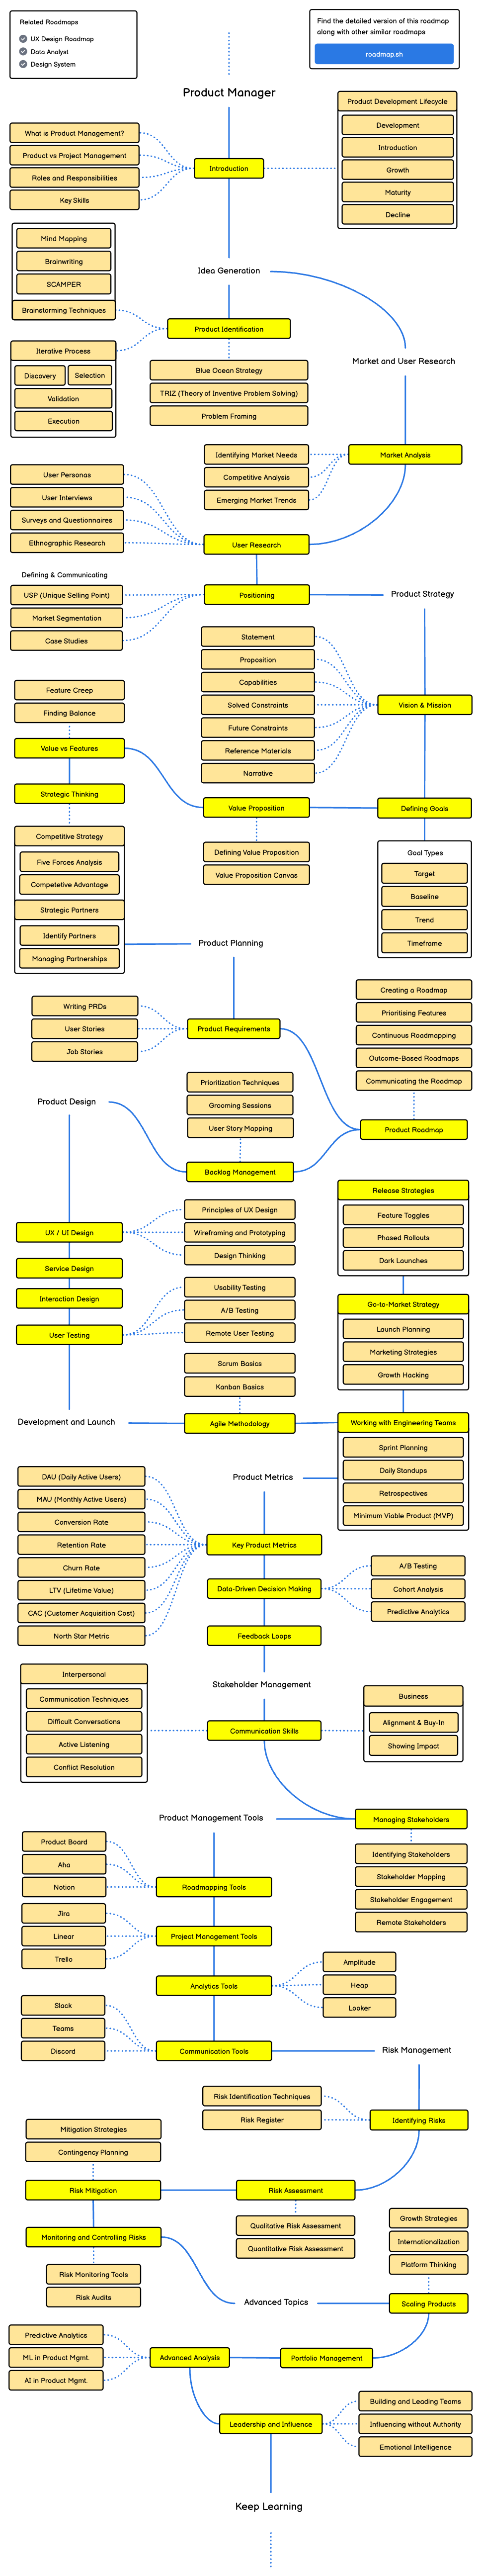 Related Roadmaps
UX Design Roadmap
Data Analyst
Design System
Find the detailed version of this roadmap
along with other similar roadmaps
roadmap.sh
Product Manager
What is Product Management?
Product vs Project Management
Roles and Responsibilities
Key Skills
Introduction
Product Development Lifecycle
Development
Introduction
Growth
Maturity
Decline
Mind Mapping
Brainwriting
SCAMPER
Brainstorming Techniques
Idea Generation
Product Identification
Iterative Process
Discovery
Selection
Validation
Execution
Blue Ocean Strategy
TRIZ (Theory of Inventive Problem Solving)
Problem Framing
Market and User Research
Identifying Market Needs
Competitive Analysis
Emerging Market Trends
Market Analysis
User Personas
User Interviews
Surveys and Questionnaires
Ethnographic Research
User Research
Defining & Communicating
USP (Unique Selling Point)
Market Segmentation
Case Studies
Positioning
Product Strategy
Statement
Proposition
Capabilities
Solved Constraints
Future Constraints
Reference Materials
Narrative
Vision & Mission
Feature Creep
Finding Balance
Value vs Features
Strategic Thinking
Value Proposition
Defining Goals
Defining Value Proposition
Value Proposition Canvas
Goal Types
Target
Baseline
Trend
Timeframe
Competitive Strategy
Five Forces Analysis
Competetive Advantage
Strategic Partners
Identify Partners
Managing Partnerships
Product Planning
Writing PRDs
User Stories
Job Stories
Product Requirements
Creating a Roadmap
Prioritising Features
Continuous Roadmapping
Outcome-Based Roadmaps
Communicating the Roadmap
Product Roadmap
Prioritization Techniques
Grooming Sessions
User Story Mapping
Backlog Management
Product Design
UX / UI Design
Service Design
Interaction Design
User Testing
Principles of UX Design
Wireframing and Prototyping
Design Thinking
Usability Testing
A/B Testing
Remote User Testing
Release Strategies
Feature Toggles
Phased Rollouts
Dark Launches
Go-to-Market Strategy
Launch Planning
Marketing Strategies
Growth Hacking
Scrum Basics
Kanban Basics
Development and Launch
Agile Methodology
Working with Engineering Teams
Sprint Planning
Daily Standups
Retrospectives
Minimum Viable Product (MVP)
Product Metrics
DAU (Daily Active Users)
MAU (Monthly Active Users)
Conversion Rate
Retention Rate
Churn Rate
LTV (Lifetime Value)
CAC (Customer Acquisition Cost)
North Star Metric
Key Product Metrics
Data-Driven Decision Making
Feedback Loops
A/B Testing
Cohort Analysis
Predictive Analytics
Stakeholder Management
Interpersonal
Communication Techniques
Difficult Conversations
Active Listening
Conflict Resolution
Communication Skills
Business
Alignment & Buy-In
Showing Impact
Product Management Tools
Managing Stakeholders
Identifying Stakeholders
Stakeholder Mapping
Stakeholder Engagement
Remote Stakeholders
Product Board
Aha
Notion
Roadmapping Tools
Jira
Linear
Trello
Project Management Tools
Analytics Tools
Amplitude
Heap
Looker
Slack
Teams
Discord
Communication Tools
Risk Management
Risk Identification Techniques
Risk Register
Identifying Risks
Mitigation Strategies
Contingency Planning
Risk Mitigation
Risk Assessment
Qualitative Risk Assessment
Quantitative Risk Assessment
Monitoring and Controlling Risks
Risk Monitoring Tools
Risk Audits
Growth Strategies
Internationalization
Platform Thinking
Advanced Topics
Scaling Products
Predictive Analytics
ML in Product Mgmt.
AI in Product Mgmt.
Advanced Analysis
Portfolio Management
Leadership and Influence
Building and Leading Teams
Influencing without Authority
Emotional Intelligence
Keep Learning